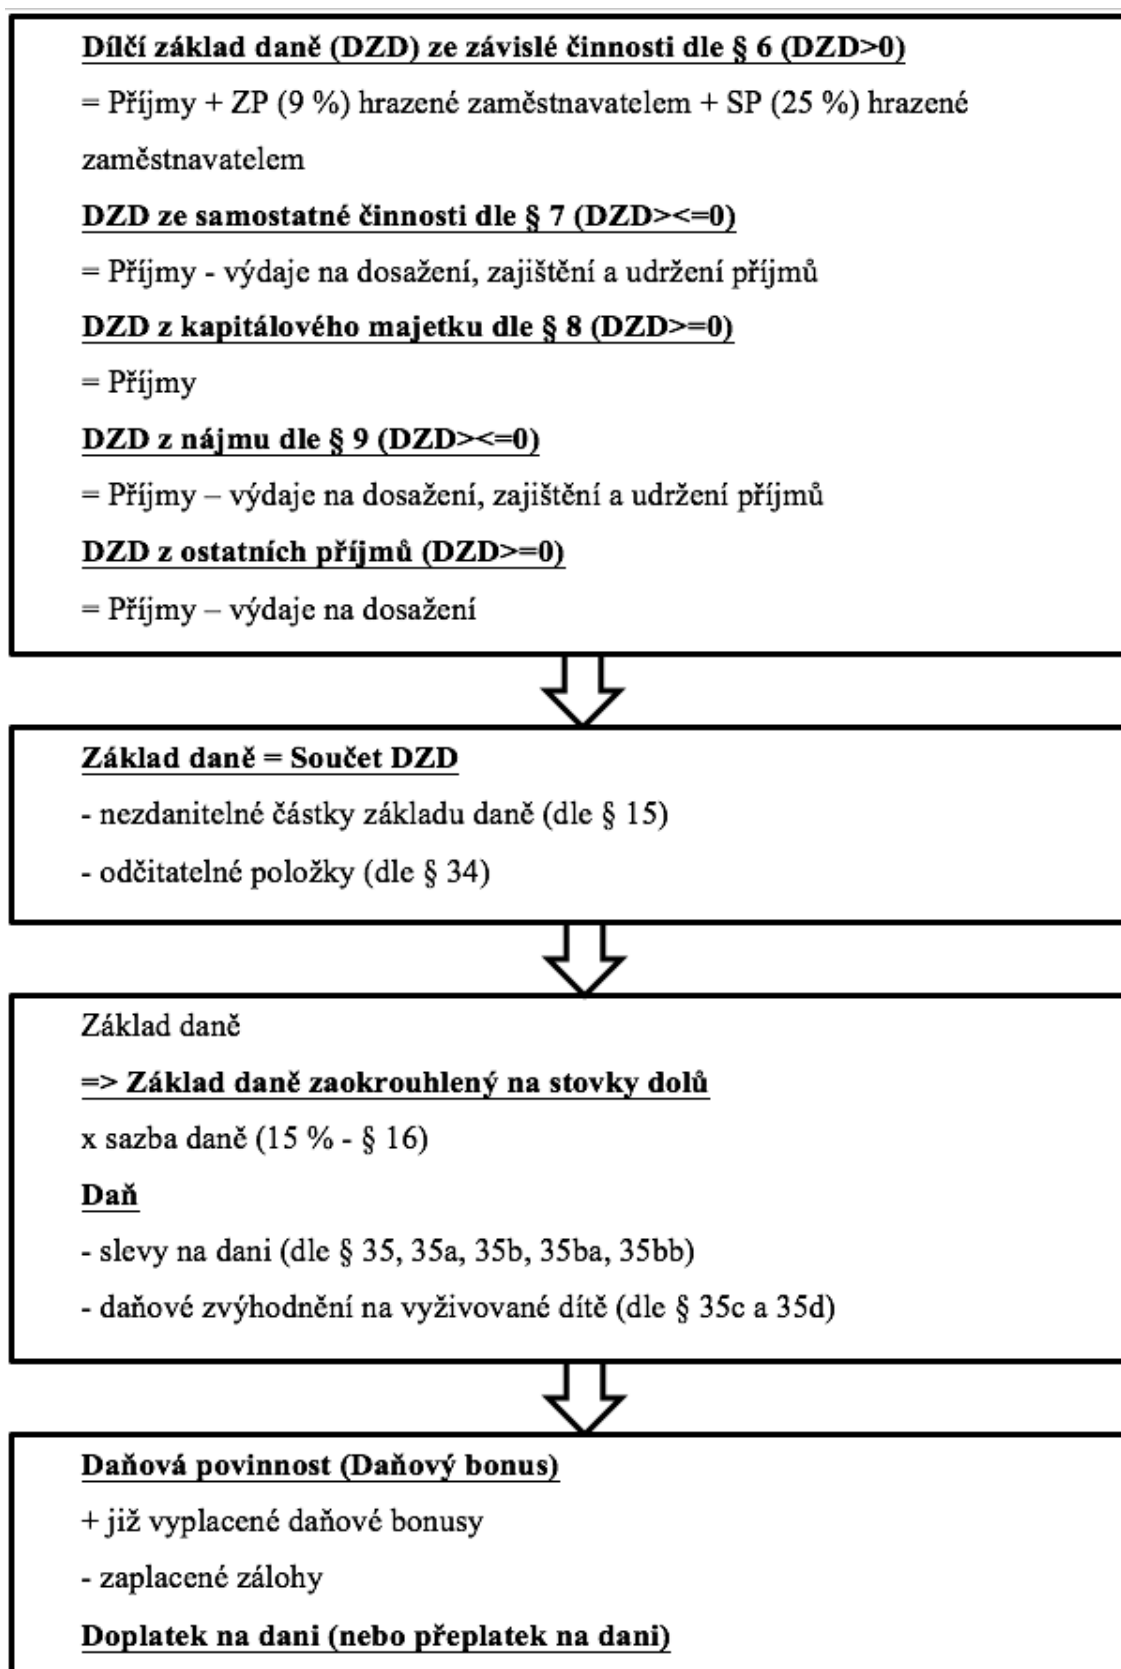 Dílčí základ daně (DZD) ze závislé činnosti dle § 6 (DZD>0)
= Příjmy + ZP (9 %) hrazené zaměstnavatelem + SP (25 %) hrazené
zaměstnavatelem
DZD ze samostatné činnosti dle § 7 (DZD><=0)
= Příjmy - výdaje na dosažení, zajištění a udržení příjmů
DZD z kapitálového majetku dle § 8 (DZD>=0)
= Příjmy
DZD z nájmu dle § 9 (DZD><=0)
= Příjmy – výdaje na dosažení, zajištění a udržení příjmů
DZD z ostatních příjmů (DZD>=0)
= Příjmy – výdaje na dosažení
Základ daně = Součet DZD
- nezdanitelné částky základu daně (dle § 15)
- odčitatelné položky (dle § 34)
Základ daně
=> Základ daně zaokrouhlený na stovky dolů
x sazba daně (15 % - § 16)
Daň
- slevy na dani (dle § 35, 35a, 35b, 35ba, 35bb)
- daňové zvýhodnění na vyživované dítě (dle § 35c a 35d)
Daňová povinnost (Daňový bonus)
+ již vyplacené daňové bonusy
- zaplacené zálohy
Doplatek na dani (nebo přeplatek na dani)